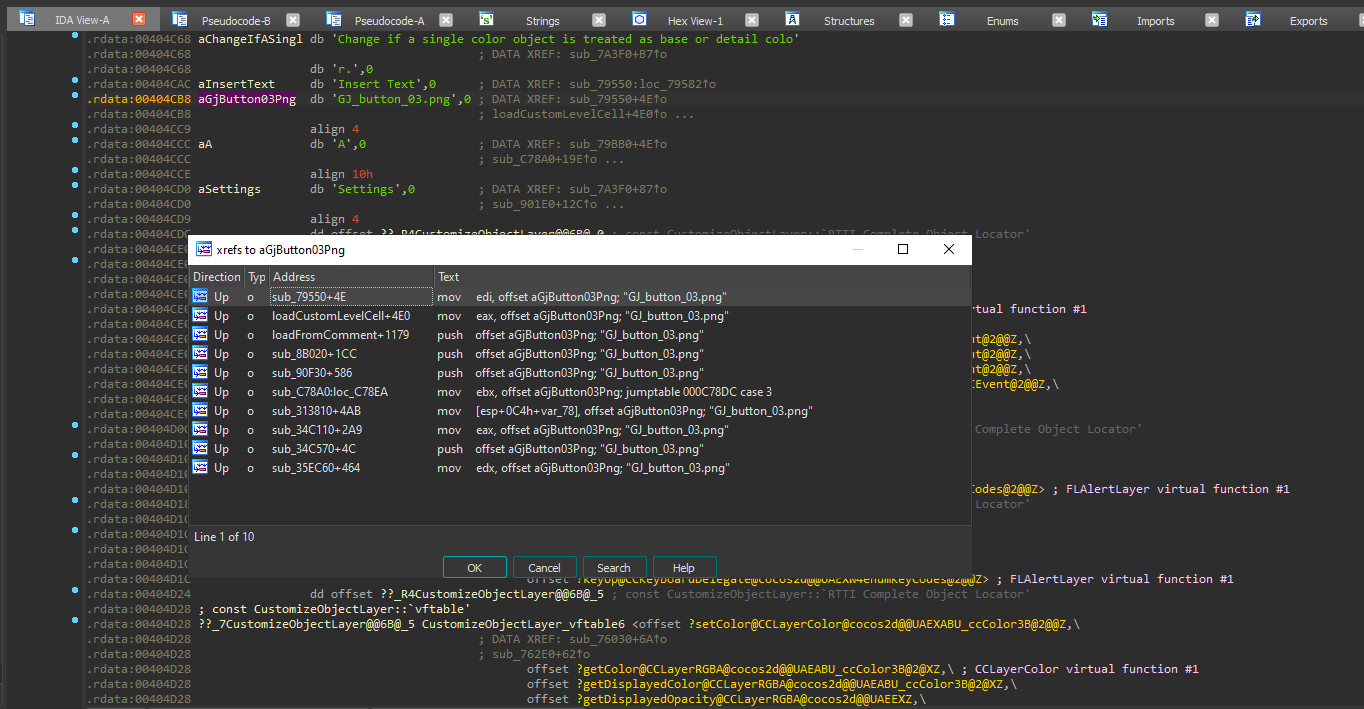 IDA View-A Pseudocode-B Pseudocode-A 's' Strings Hex View-1 Structures Enums Imports Exports
.rdata:00404C68 aChangeIfASingl db 'Change if a single color object is treated as base or detail colo'
.rdata:00404C68 ; DATA XREF: sub_7A3F0+B7↑o
.rdata:00404C68 db 'r.',0
.rdata:00404CAC aInsertText db 'Insert Text',0 ; DATA XREF: sub_79550:loc_79582↑o
.rdata:00404CB8 aGjButton03Png db 'GJ_button_03.png',0 ; DATA XREF: sub_79550+4E↑o
.rdata:00404CB8 ; loadCustomLevelCell+4E0↑o ...
.rdata:00404CC9 align 4
.rdata:00404CCC aA db 'A',0 ; DATA XREF: sub_79BB0+4E↑o
.rdata:00404CCC ; sub_C78A0+19E↑o ...
.rdata:00404CCE align 10h
.rdata:00404CD0 aSettings db 'Settings',0 ; DATA XREF: sub_7A3F0+87↑o
.rdata:00404CD0 ; sub_901E0+12C↑o ...
.rdata:00404CD9 align 4
.rdata:00404CDC dd offset ??_R4CustomizeObjectLayer@@6B@_0 ; const CustomizeObjectLayer::`RTTI Complete Object Locator'
xrefs to aGjButton03Png
Direction Typ Address Text
Up o sub_79550+4E mov edi, offset aGjButton03Png; "GJ_button_03.png"
Up o loadCustomLevelCell+4E0 mov eax, offset aGjButton03Png; "GJ_button_03.png"
Up o loadFromComment+1179 push offset aGjButton03Png; "GJ_button_03.png"
Up o sub_8B020+1CC push offset aGjButton03Png; "GJ_button_03.png"
Up o sub_90F30+586 push offset aGjButton03Png; "GJ_button_03.png"
Up o sub_C78A0:loc_C78EA mov ebx, offset aGjButton03Png; jumptable 000C78DC case 3
Up o sub_313810+4AB mov [esp+0C4h+var_78], offset aGjButton03Png; "GJ_button_03.png"
Up o sub_34C110+2A9 mov eax, offset aGjButton03Png; "GJ_button_03.png"
Up o sub_34C570+4C push offset aGjButton03Png; "GJ_button_03.png"
Up o sub_35EC60+464 mov edx, offset aGjButton03Png; "GJ_button_03.png"
Line 1 of 10
OK Cancel Search Help
rtual function #1
t@2@@Z,\
t@2@@Z,\
t@2@@Z,\
Event@2@@Z,\
Complete Object Locator'
Codes@2@@Z> ; FLAlertLayer virtual function #1
Locator'
offset ?keyUp@CCKeyboardDelegate@cocos2d@@UAEXW4enumKeyCodes@2@@Z> ; FLAlertLayer virtual function #1
.rdata:00404D24 dd offset ??_R4CustomizeObjectLayer@@6B@_5 ; const CustomizeObjectLayer::`RTTI Complete Object Locator'
.rdata:00404D28 ; const CustomizeObjectLayer::`vftable'
.rdata:00404D28 ??_7CustomizeObjectLayer@@6B@_5 CustomizeObjectLayer_vftable6 <offset ?setColor@CCLayerColor@cocos2d@@UAEXABU_ccColor3B@2@@Z,\
.rdata:00404D28 ; DATA XREF: sub_76030+6A↑o
.rdata:00404D28 ; sub_762E0+62↑o
.rdata:00404D28 offset ?getColor@CCLayerRGBA@cocos2d@@UAEABU_ccColor3B@2@XZ,\ ; CCLayerColor virtual function #1
.rdata:00404D28 offset ?getDisplayedColor@CCLayerRGBA@cocos2d@@UAEABU_ccColor3B@2@XZ,\
.rdata:00404D28 offset ?getDisplayedOpacity@CCLayerRGBA@cocos2d@@UAEEXZ,\